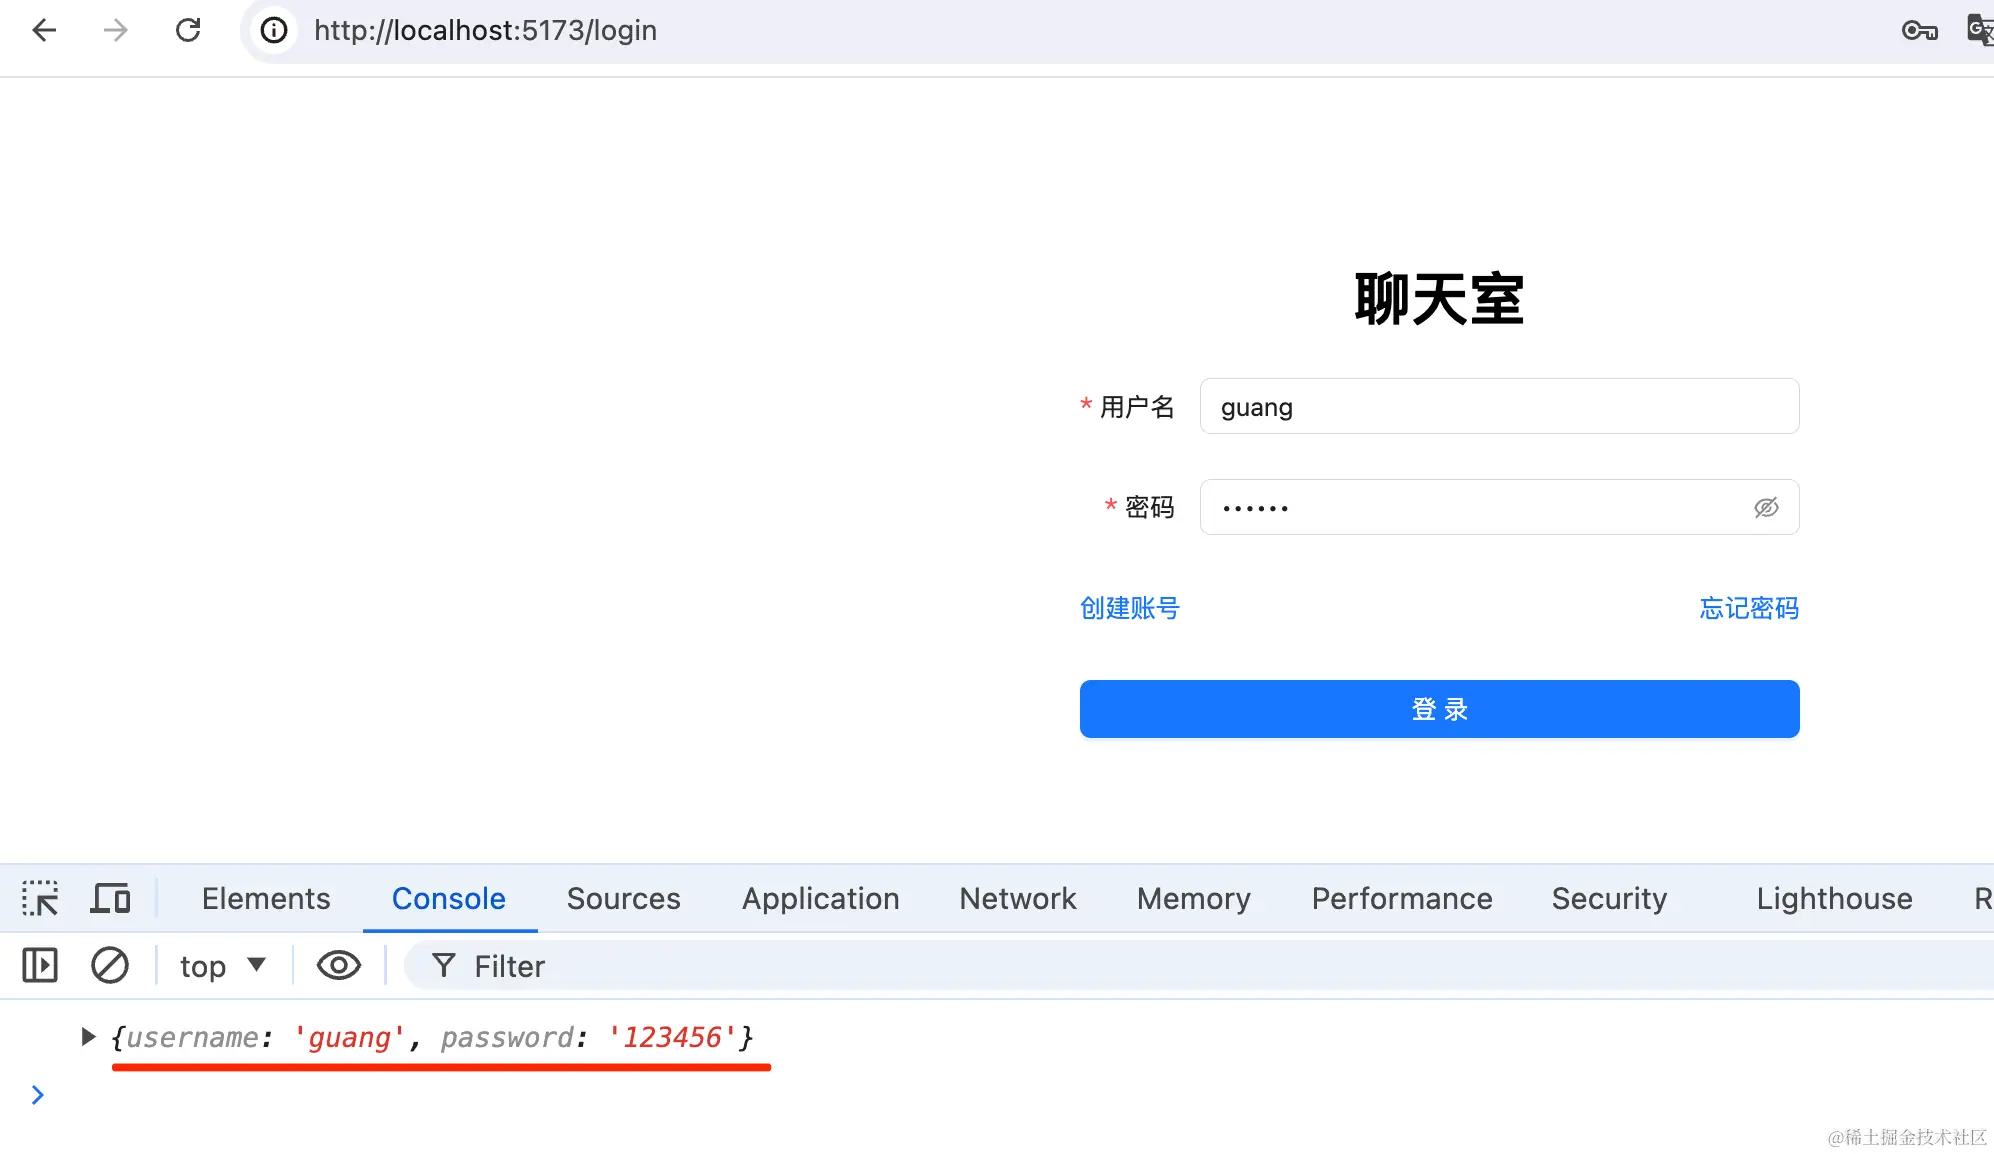 http://localhost:5173/login
聊天室
* 用户名 guang
* 密码 ••••••
创建账号 忘记密码
登 录
Elements Console Sources Application Network Memory Performance Security Lighthouse R
top Filter
{username: 'guang', password: '123456'}
@稀土掘金技术社区